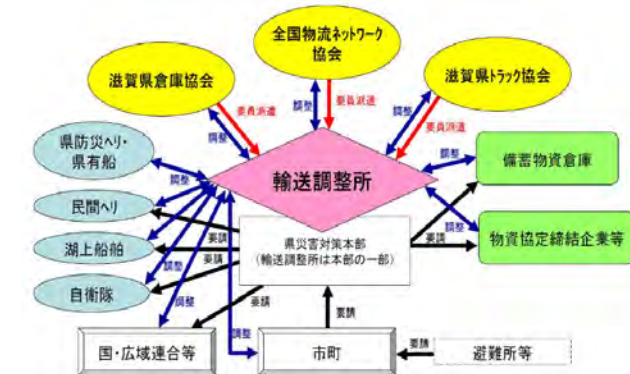 全国物流ネットワーク
協会
滋賀県倉庫協会
滋賀県トラック協会
調整
要員派遣
要員派遣
調整
調整
要員派遣
県防災ヘリ・
県有船
調整
輸送調整所
調整
備蓄物資倉庫
民間ヘリ
要請
県災害対策本部
(輸送調整所は本部の一部)
要請
調整
物資協定締結企業等
湖上船舶
調整
要請
自衛隊
調整
要請
国・広域連合等
調整
要請
市町
要請
避難所等